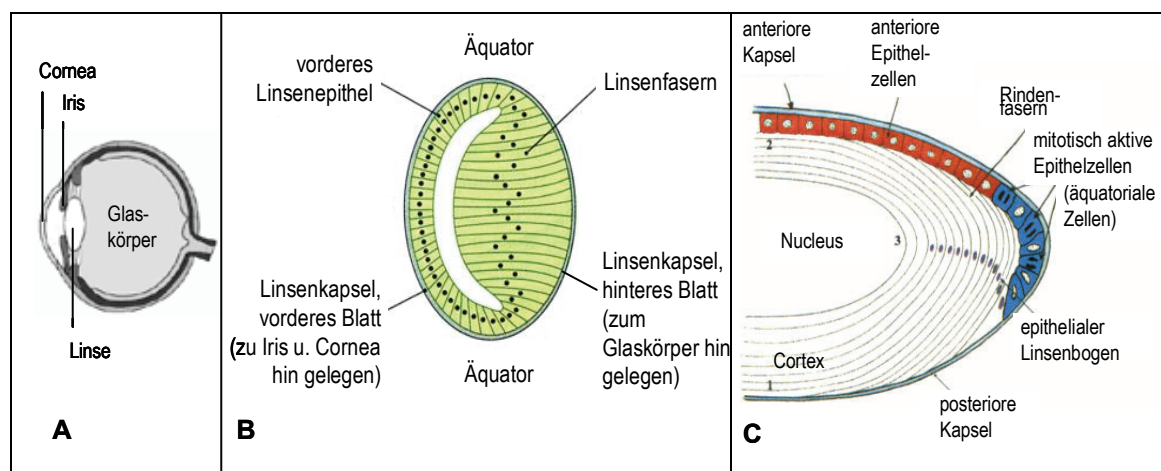 Cornea
Iris
Glas-
körper
Linse
A
Äquator
vorderes
Linsenepithel
Linsenfasern
Linsenkapsel,
vorderes Blatt
(zu Iris u. Cornea
hin gelegen)
Linsenkapsel,
hinteres Blatt
(zum
Glaskörper hin
gelegen)
Äquator
B
anteriore
Kapsel
anteriore
Epithel-
zellen
Rinden-
fasern
mitotisch aktive
Epithelzellen
(äquatoriale
Zellen)
2
Nucleus
3
epithelialer
Linsenbogen
Cortex
1
posteriore
Kapsel
C